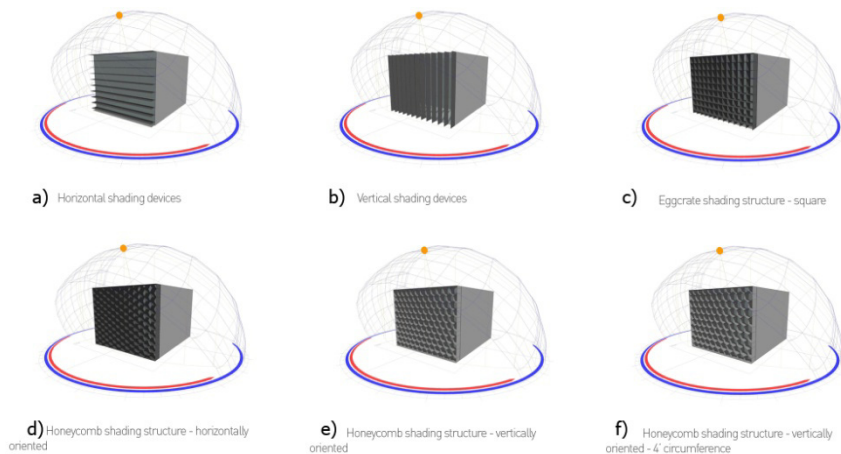 a) Horizontal shading devices
b) Vertical shading devices
c) Eggcrate shading structure - square
d) Honeycomb shading structure - horizontally
oriented
e) Honeycomb shading structure - vertically
oriented
f) Honeycomb shading structure - vertically
oriented - 4' circumference